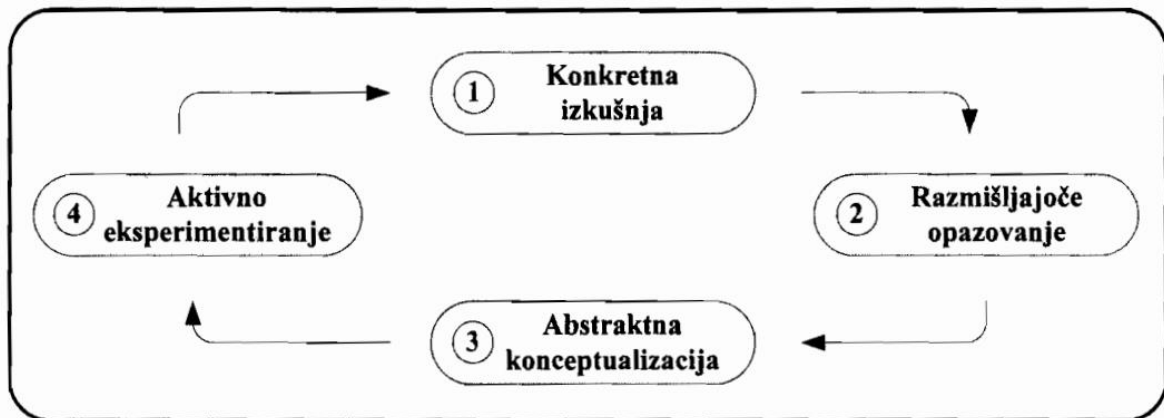 1 Konkretna
izkušnja
4 Aktivno
eksperimentiranje
2 Razmišljajoče
opazovanje
3 Abstraktna
konceptualizacija